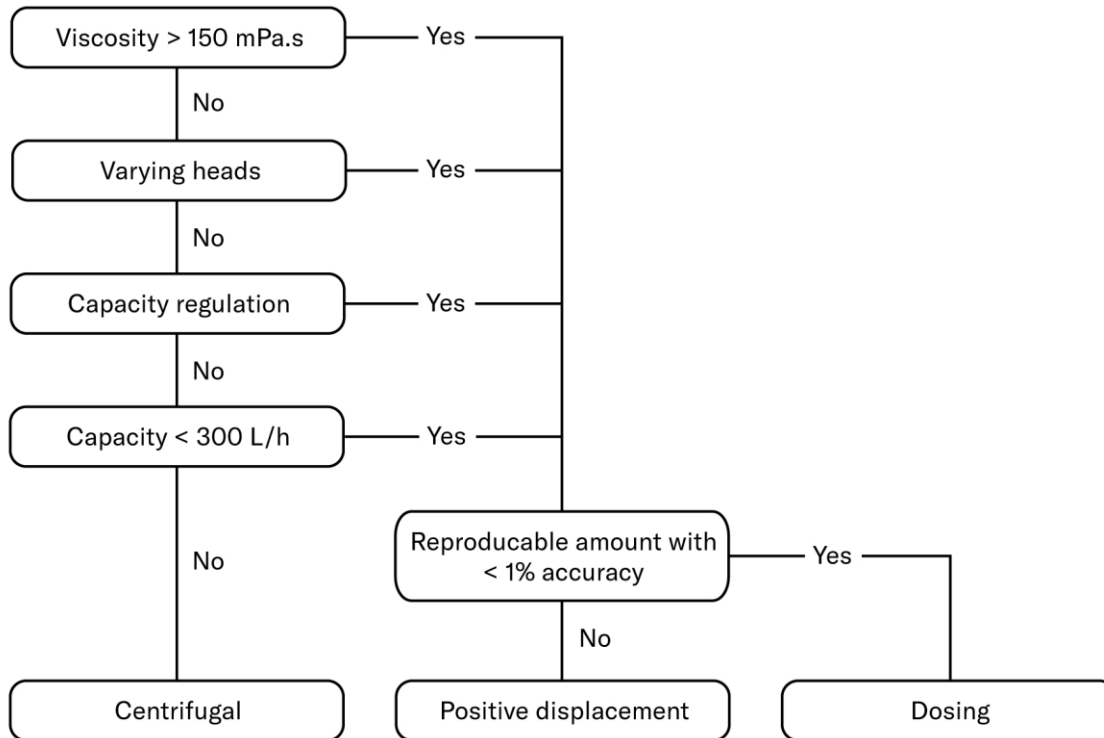 Viscosity > 150 mPa.s
Yes
No
Varying heads
Yes
No
Capacity regulation
Yes
No
Capacity < 300 L/h
Yes
No
Reproducable amount with
< 1% accuracy
Yes
No
Centrifugal
Positive displacement
Dosing